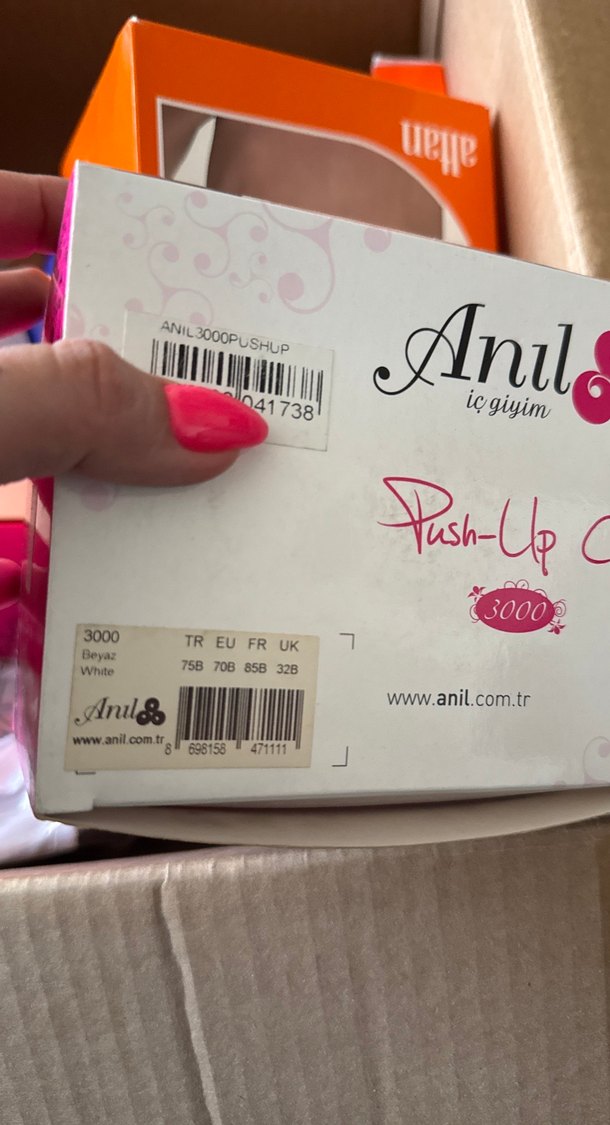 altan
ANIL3000PUSHUP
041738
Anıl
iç giyim
Push-Up
3000
3000
Beyaz
White
TR EU FR UK
75B 70B 85B 32B
Anıl
www.anil.com.tr
8 698158 471111
www.anil.com.tr